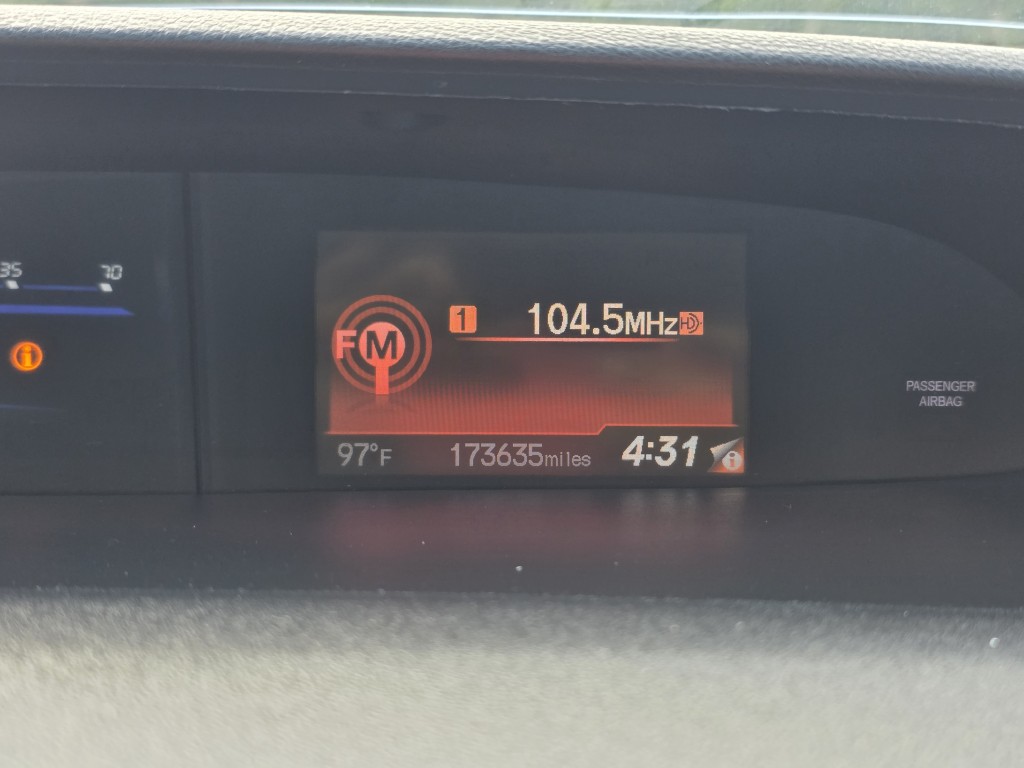 35 70
i
FM 1 104.5MHz HD
PASSENGER
AIRBAG
97°F 173635miles 4:31 i